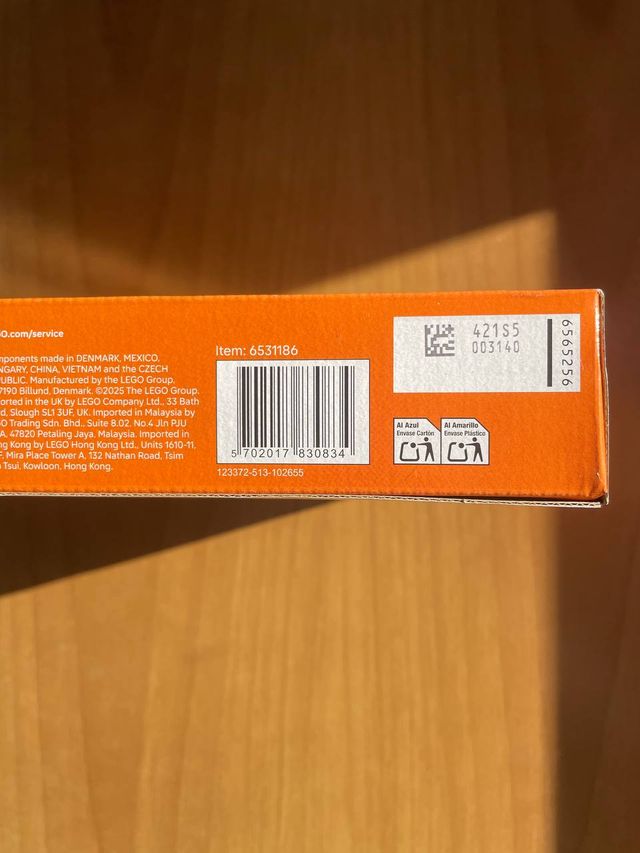 O.com/service
mponents made in DENMARK, MEXICO,
NGARY, CHINA, VIETNAM and the CZECH
PUBLIC. Manufactured by the LEGO Group,
7190 Billund, Denmark. ©2025 The LEGO Group.
orted in the UK by LEGO Company Ltd., 33 Bath
d, Slough SL1 3UF, UK. Imported in Malaysia by
O Trading Sdn. Bhd., Suite 8.02. No.4 Jln PJU
A, 47820 Petaling Jaya, Malaysia. Imported in
ng Kong by LEGO Hong Kong Ltd., Units 1610-11,
F, Mira Place Tower A, 132 Nathan Road, Tsim
Tsui, Kowloon, Hong Kong.
Item: 6531186
5 702017 830834
123372-513-102655
421S5
003140
6565256
Al Azul
Envase Cartón
Al Amarillo
Envase Plástico